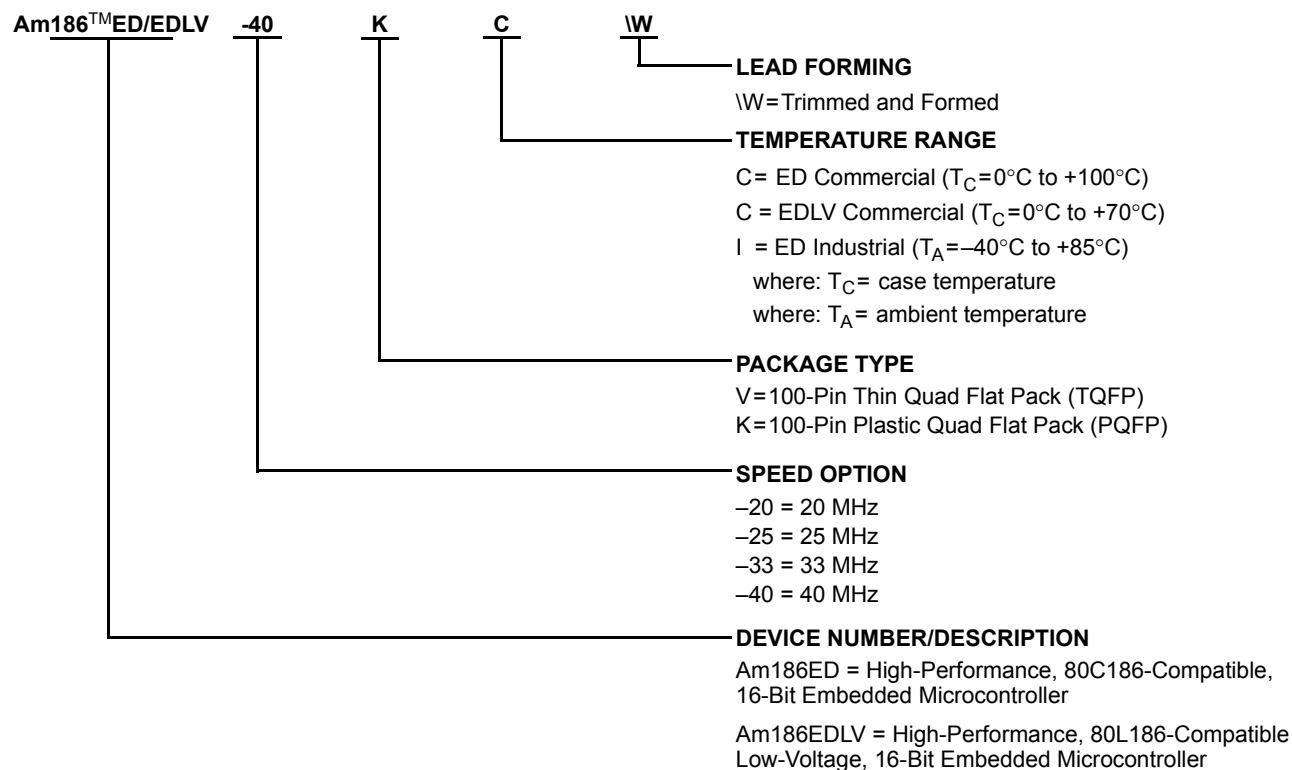 Am186TMED/EDLV -40 K C \W
LEAD FORMING
\W=Trimmed and Formed
TEMPERATURE RANGE
C= ED Commercial (TC=0°C to +100°C)
C = EDLV Commercial (TC=0°C to +70°C)
I = ED Industrial (TA=–40°C to +85°C)
where: TC= case temperature
where: TA= ambient temperature
PACKAGE TYPE
V=100-Pin Thin Quad Flat Pack (TQFP)
K=100-Pin Plastic Quad Flat Pack (PQFP)
SPEED OPTION
–20 = 20 MHz
–25 = 25 MHz
–33 = 33 MHz
–40 = 40 MHz
DEVICE NUMBER/DESCRIPTION
Am186ED = High-Performance, 80C186-Compatible,
16-Bit Embedded Microcontroller
Am186EDLV = High-Performance, 80L186-Compatible
Low-Voltage, 16-Bit Embedded Microcontroller